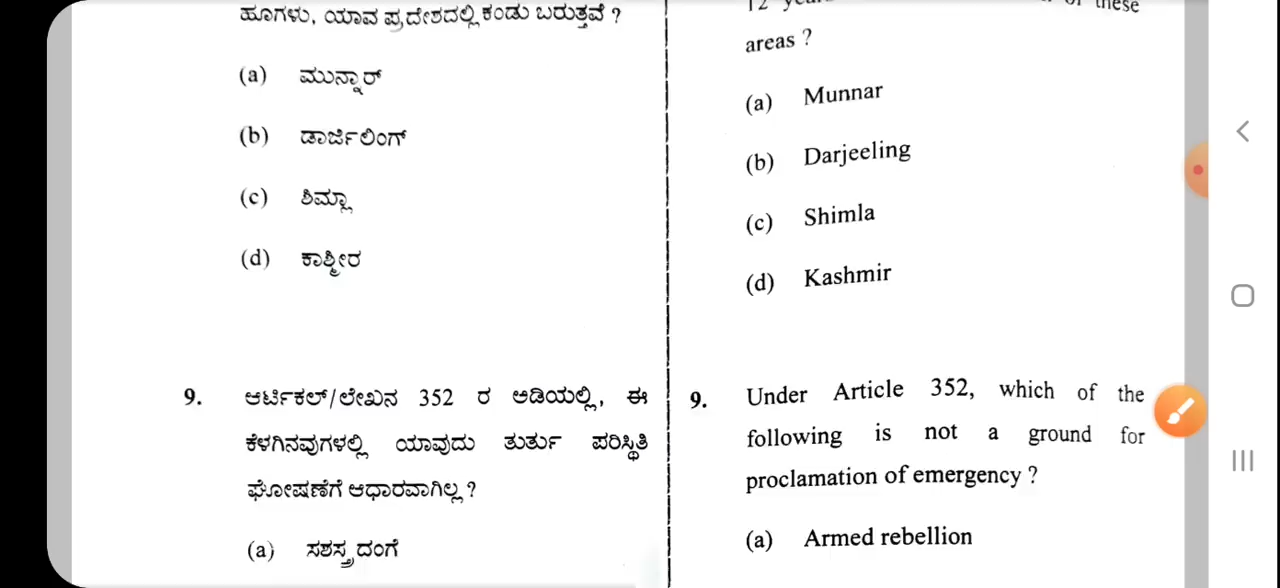 ಹೂಗಳು, ಯಾವ ಪ್ರದೇಶದಲ್ಲಿ ಕಂಡು ಬರುತ್ತವೆ ?
(a) ಮುನ್ನಾರ್
(b) ಡಾರ್ಜಿಲಿಂಗ್
(c) ಶಿಮ್ಲಾ
(d) ಕಾಶ್ಮೀರ
9. ಆರ್ಟಿಕಲ್/ಲೇಖನ 352 ರ ಅಡಿಯಲ್ಲಿ, ಈ
ಕೆಳಗಿನವುಗಳಲ್ಲಿ ಯಾವುದು ತುರ್ತು ಪರಿಸ್ಥಿತಿ
ಘೋಷಣೆಗೆ ಆಧಾರವಾಗಿಲ್ಲ ?
(a) ಸಶಸ್ತ್ರ ದಂಗೆ
12 these
areas ?
(a) Munnar
(b) Darjeeling
(c) Shimla
(d) Kashmir
9. Under Article 352, which of the
following is not a ground for
proclamation of emergency ?
(a) Armed rebellion